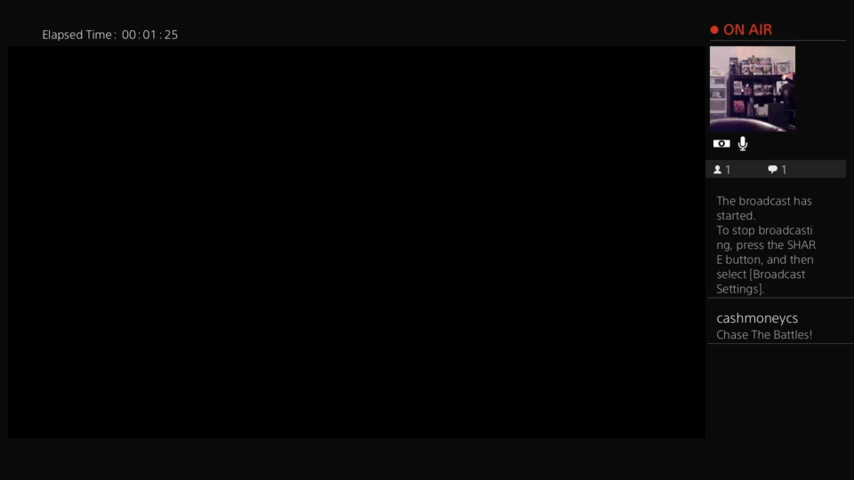 Elapsed Time: 00:01:25
ON AIR
1 1
The broadcast has
started.
To stop broadcasti
ng, press the SHAR
E button, and then
select [Broadcast
Settings].
cashmoneycs
Chase The Battles!